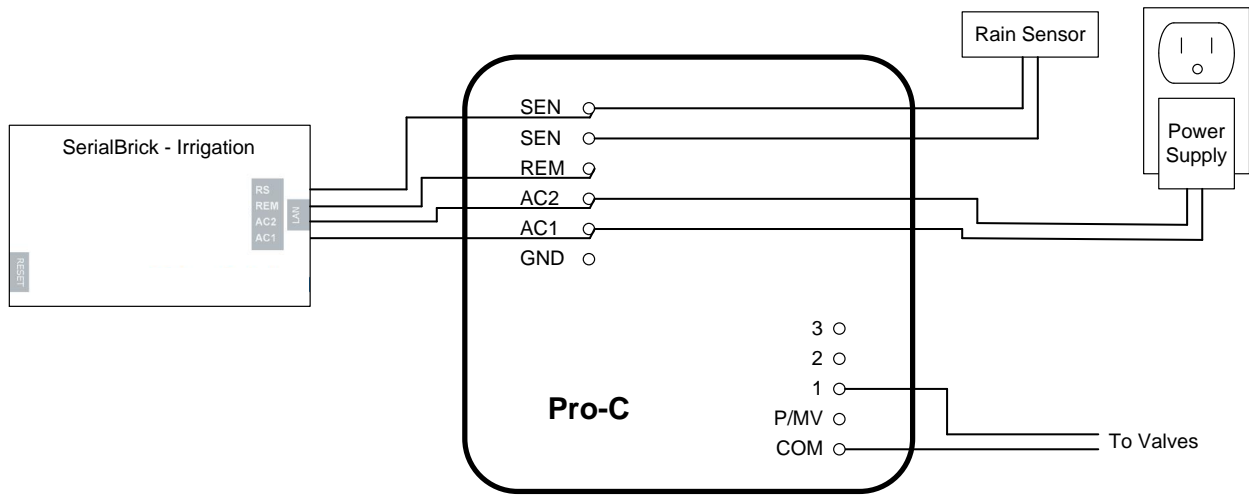 Rain Sensor
Power
Supply
SerialBrick - Irrigation
RS
REM
AC2
AC1
LAN
RESET
SEN
SEN
REM
AC2
AC1
GND
3
2
1
P/MV
COM
Pro-C
To Valves